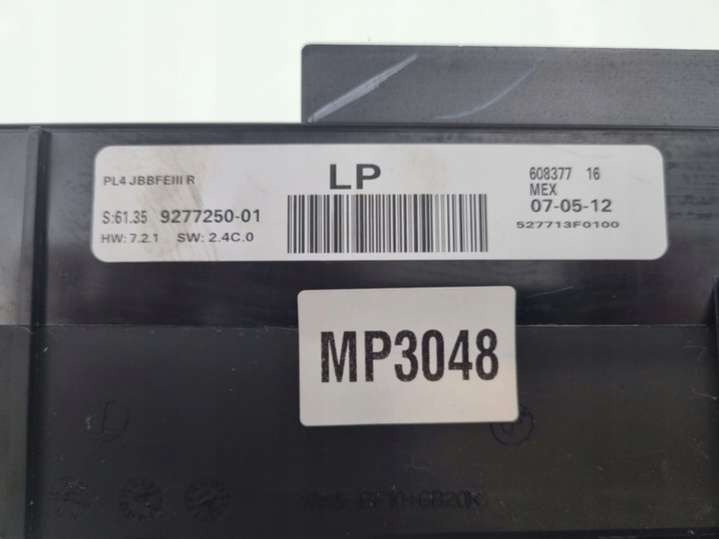 PL4 JBBFEIII R
LP
608377 16
MEX
S:61.35 9277250-01
07-05-12
HW: 7.2.1 SW: 2.4C.0
527713F0100
MP3048